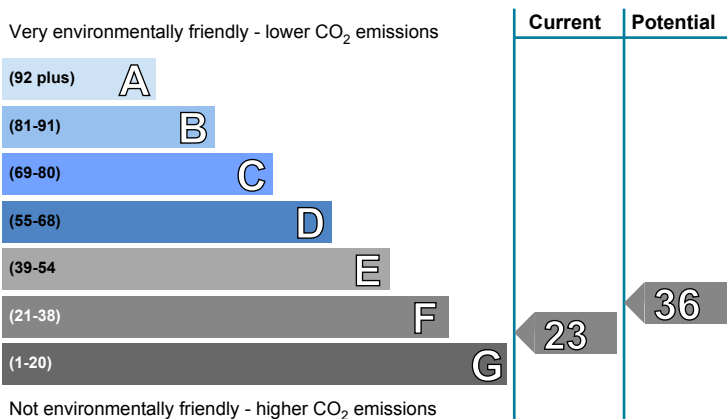 Current Potential
Very environmentally friendly - lower CO2 emissions
(92 plus) A
(81-91) B
(69-80) C
(55-68) D
(39-54 E
(21-38) F
36
23
(1-20) G
Not environmentally friendly - higher CO2 emissions